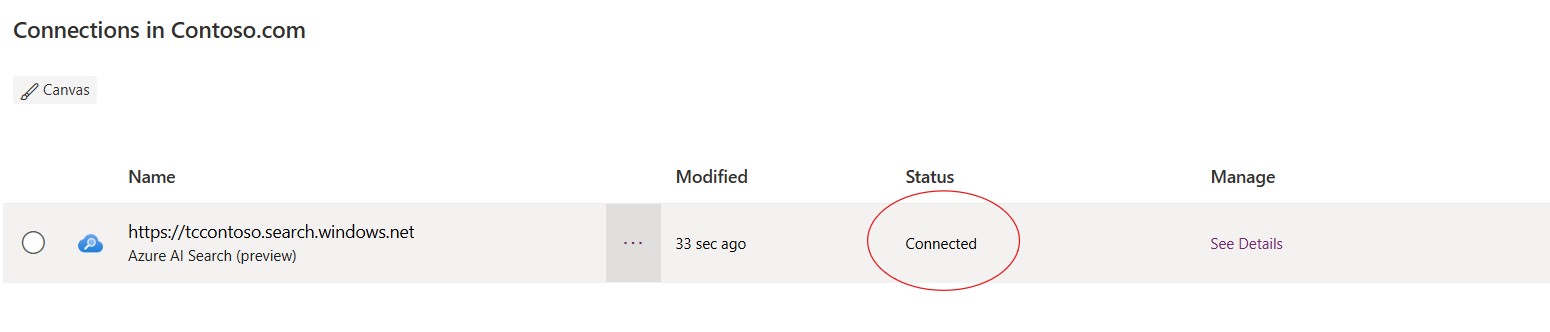 Connections in Contoso.com
Canvas
Name Modified Status Manage
https://tccontoso.search.windows.net
Azure AI Search (preview)
... 33 sec ago Connected See Details